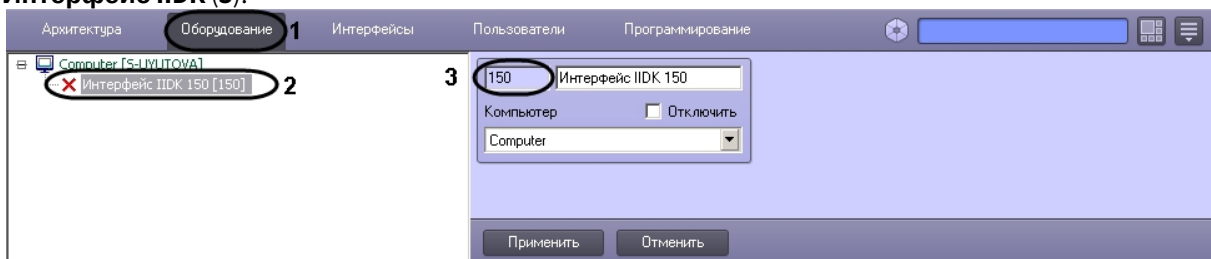 Интерфейс IIDK (3).
Архитектура Оборудование 1 Интерфейсы Пользователи Программирование
Computer [S-UYUTOVA]
Интерфейс IIDK 150 [150] 2
3 150 Интерфейс IIDK 150
Компьютер Отключить
Computer
Применить Отменить